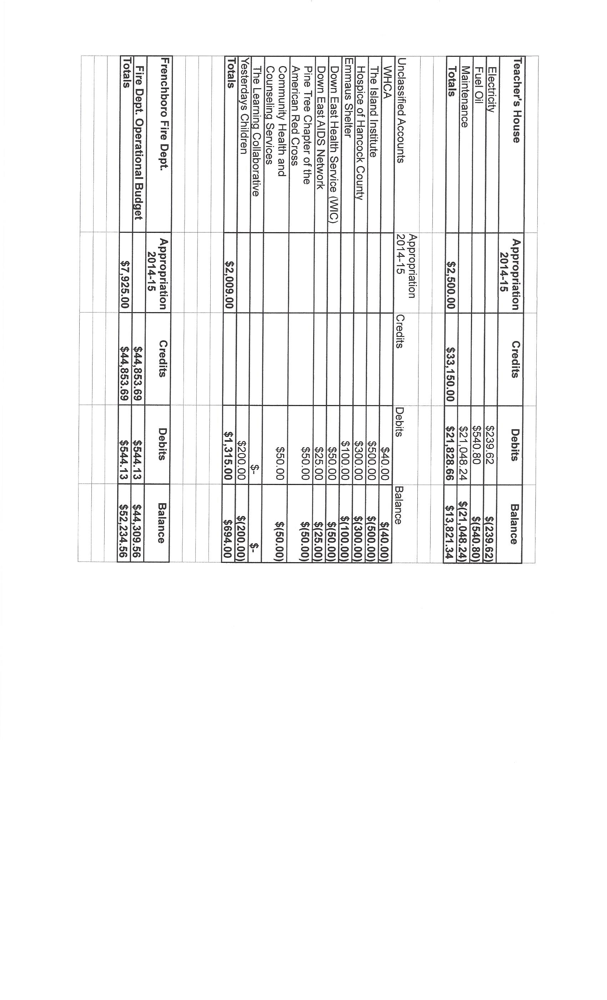 Teacher's House Appropriation 2014-15 Credits Debits Balance
Electricity $239.62 $(239.62)
Fuel Oil $540.80 $(540.80)
Maintenance $21,048.24 $(21,048.24)
Totals $2,500.00 $33,150.00 $21,828.66 $13,821.34
Unclassified Accounts Appropriation 2014-15 Credits Debits Balance
WHCA $40.00 $(40.00)
The Island Institute $500.00 $(500.00)
Hospice of Hancock County $300.00 $(300.00)
Emmaus Shelter $100.00 $(100.00)
Down East Health Service (WIC) $50.00 $(50.00)
Down East AIDS Network $25.00 $(25.00)
Pine Tree Chapter of the
American Red Cross $50.00 $(50.00)
Community Health and
Counseling Services $50.00 $(50.00)
The Learning Collaborative $- $-
Yesterdays Children $200.00 $(200.00)
Totals $2,009.00 $1,315.00 $694.00
Frenchboro Fire Dept. Appropriation 2014-15 Credits Debits Balance
Fire Dept. Operational Budget $44,853.69 $544.13 $44,309.56
Totals $7,925.00 $44,853.69 $544.13 $52,234.56